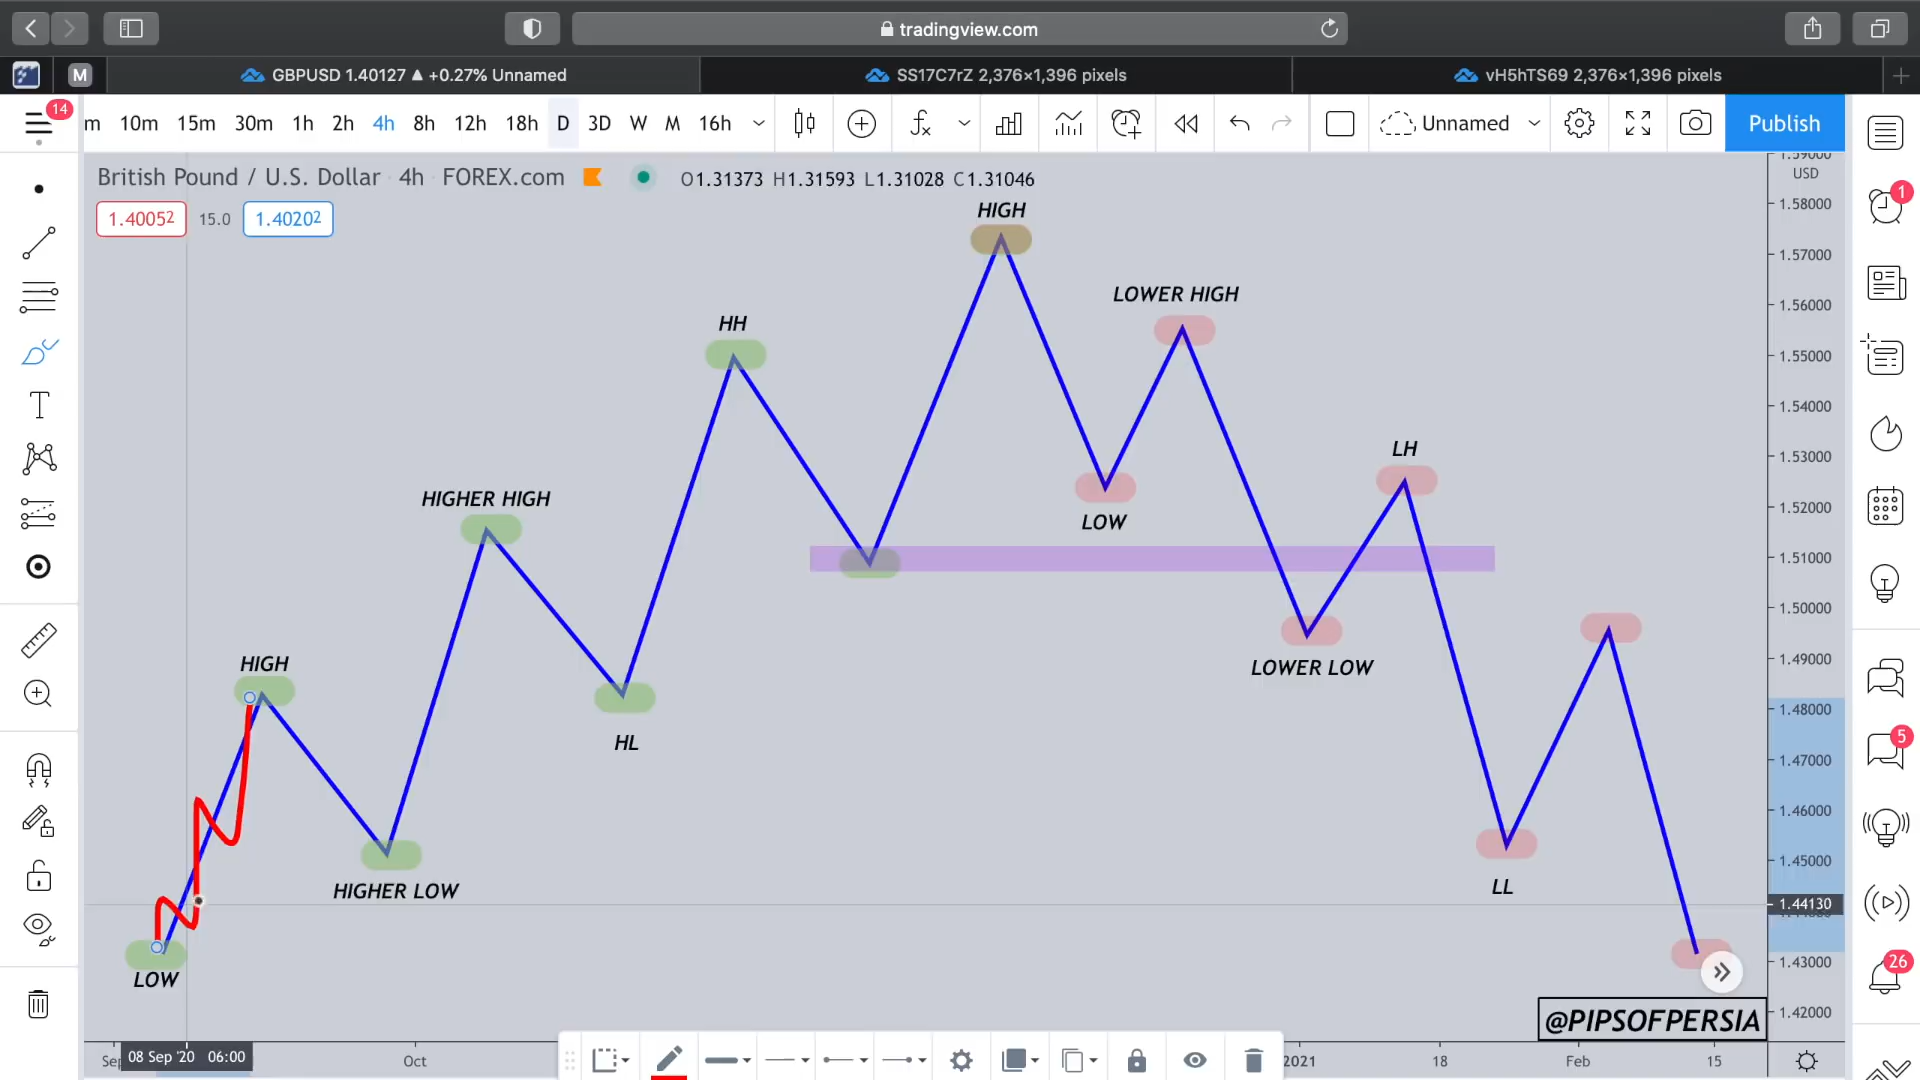 tradingview.com
M
GBPUSD 1.40127 ▲ +0.27% Unnamed
SS17C7rZ 2,376×1,396 pixels
vH5hTS69 2,376×1,396 pixels
14
m 10m 15m 30m 1h 2h 4h 8h 12h 18h D 3D W M 16h
Unnamed
Publish
British Pound / U.S. Dollar 4h FOREX.com
O1.31373 H1.31593 L1.31028 C1.31046
1.40052 15.0 1.40202
1.59000
USD
1.58000
1.57000
1.56000
1.55000
1.54000
1.53000
1.52000
1.51000
1.50000
1.49000
1.48000
1.47000
1.46000
1.45000
1.44130
1.43000
1.42000
HIGH
LOWER HIGH
HH
LH
HIGHER HIGH
LOW
HIGH
LOWER LOW
HL
HIGHER LOW
LL
LOW
@PIPSOFPERSIA
1
5
26
Sep
08 Sep '20 06:00
Oct
2021
18
Feb
15